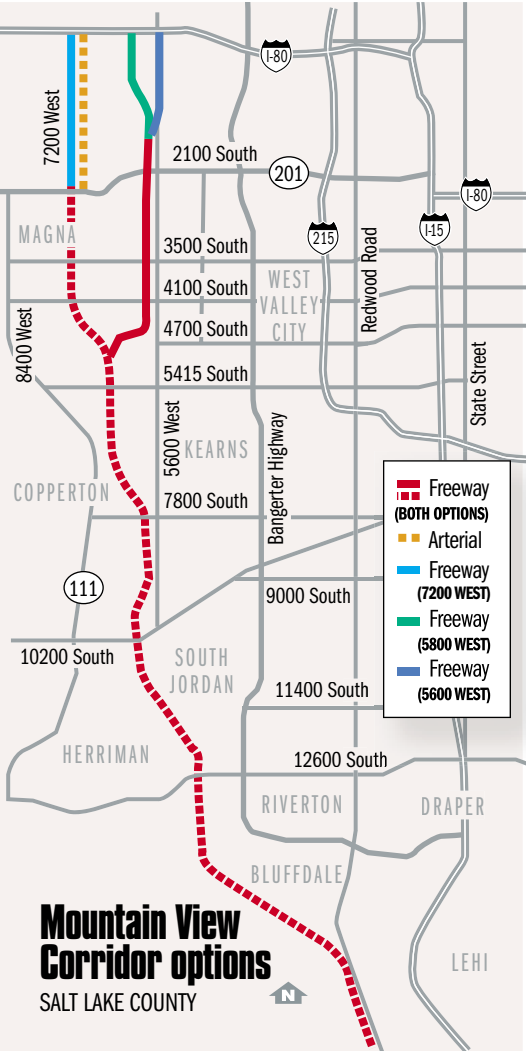 I-80
7200 West
2100 South
201
I-80
MAGNA
215
I-15
3500 South
4100 South
WEST
VALLEY
CITY
Redwood Road
4700 South
8400 West
5415 South
State Street
5600 West
KEARNS
Bangerter Highway
COPPERTON
7800 South
Freeway
(BOTH OPTIONS)
Arterial
Freeway
(7200 WEST)
Freeway
(5800 WEST)
Freeway
(5600 WEST)
111
9000 South
10200 South
SOUTH
JORDAN
11400 South
HERRIMAN
12600 South
RIVERTON
DRAPER
BLUFFDALE
Mountain View
Corridor options
SALT LAKE COUNTY
N
LEHI